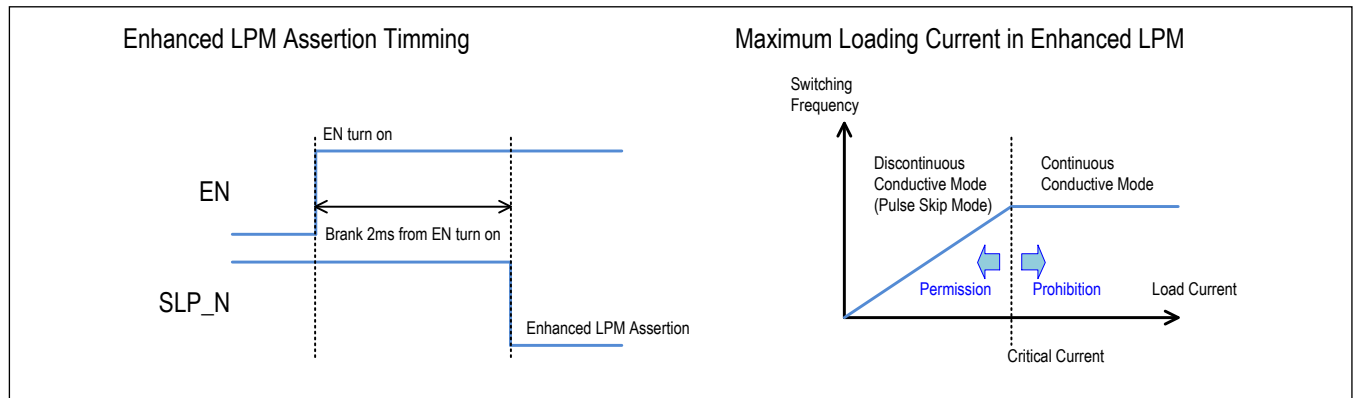 Enhanced LPM Assertion Timming
EN turn on
EN
Brank 2ms from EN turn on
SLP_N
Enhanced LPM Assertion
Maximum Loading Current in Enhanced LPM
Switching
Frequency
Discontinuous
Conductive Mode
(Pulse Skip Mode)
Continuous
Conductive Mode
Permission
Prohibition
Load Current
Critical Current